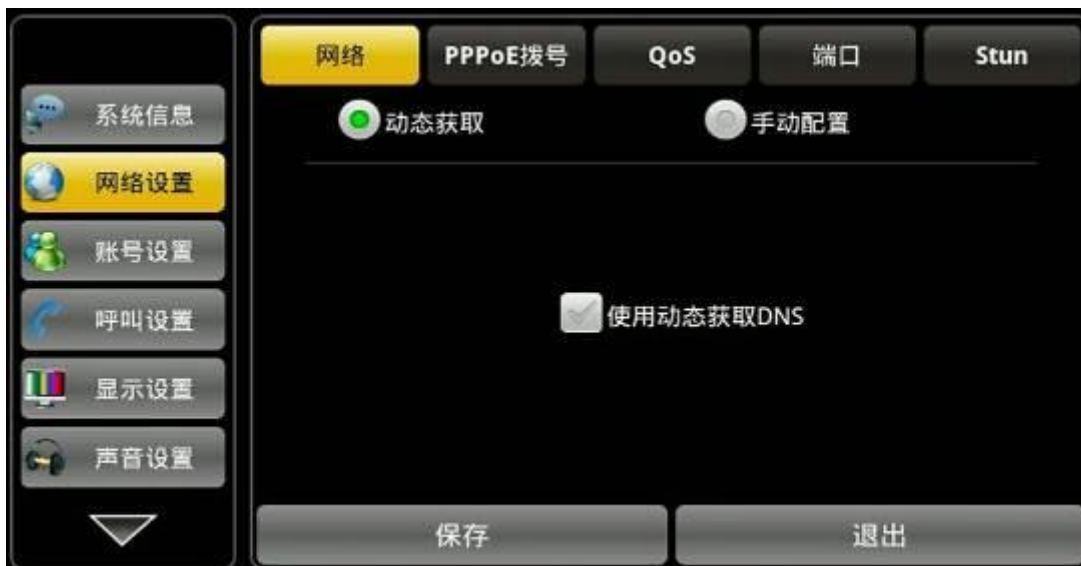 网络
PPPoE拨号
QoS
端口
Stun
系统信息
网络设置
账号设置
呼叫设置
显示设置
声音设置
动态获取
手动配置
使用动态获取DNS
保存
退出